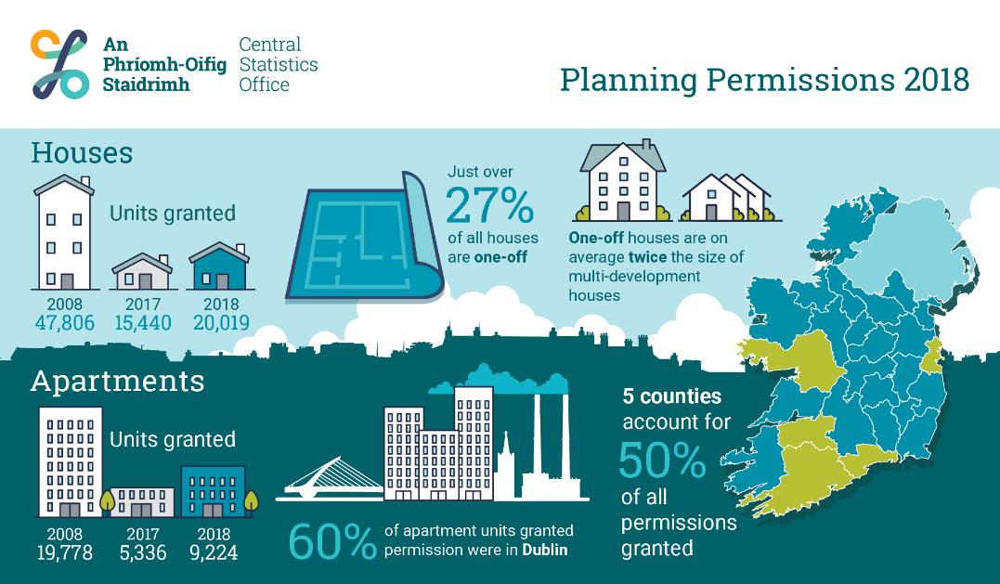 An
Phríomh-Oifig
Staidrimh
Central
Statistics
Office
Planning Permissions 2018
Houses
Units granted
2008
47,806
2017
15,440
2018
20,019
Just over
27%
of all houses
are one-off
One-off houses are on
average twice the size of
multi-development
houses
Apartments
Units granted
2008
19,778
2017
5,336
2018
9,224
60%
of apartment units granted
permission were in Dublin
5 counties
account for
50%
of all
permissions
granted